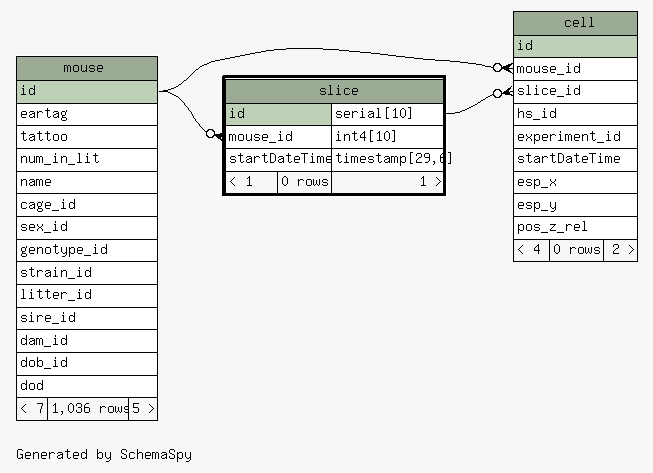 mouse
id
eartag
tattoo
num_in_lit
name
cage_id
sex_id
genotype_id
strain_id
litter_id
sire_id
dam_id
dob_id
dod
< 7 1,036 rows 5 >
slice
id serial[10]
mouse_id int4[10]
startDateTime timestamp[29,6]
< 1 0 rows 1 >
cell
id
mouse_id
slice_id
hs_id
experiment_id
startDateTime
esp_x
esp_y
pos_z_rel
< 4 0 rows 2 >
Generated by SchemaSpy